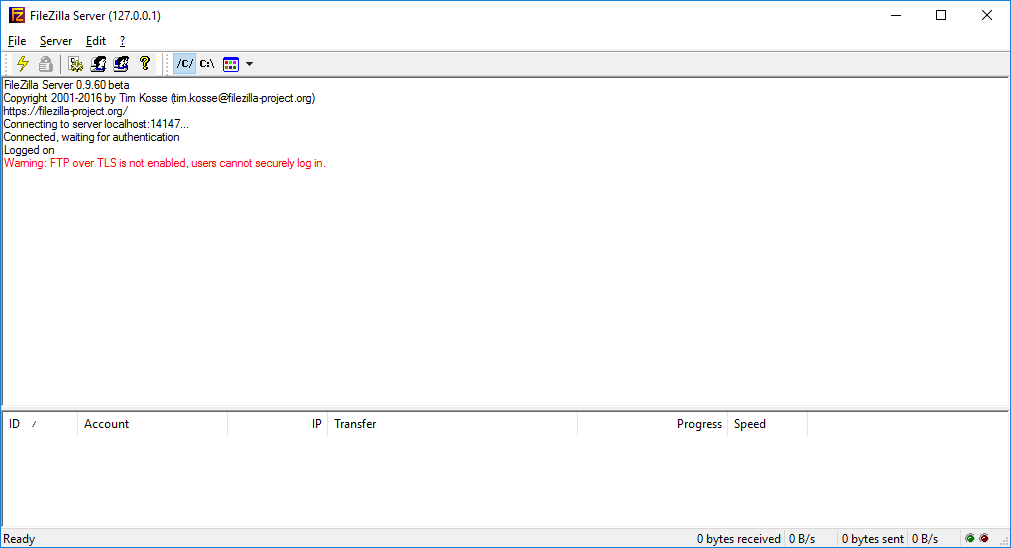 FileZilla Server (127.0.0.1)
File Server Edit ?
/C/ C:\
FileZilla Server 0.9.60 beta
Copyright 2001-2016 by Tim Kosse (tim.kosse@filezilla-project.org)
https://filezilla-project.org/
Connecting to server localhost:14147...
Connected, waiting for authentication
Logged on
Warning: FTP over TLS is not enabled, users cannot securely log in.
ID / Account IP Transfer Progress Speed
Ready 0 bytes received 0 B/s 0 bytes sent 0 B/s